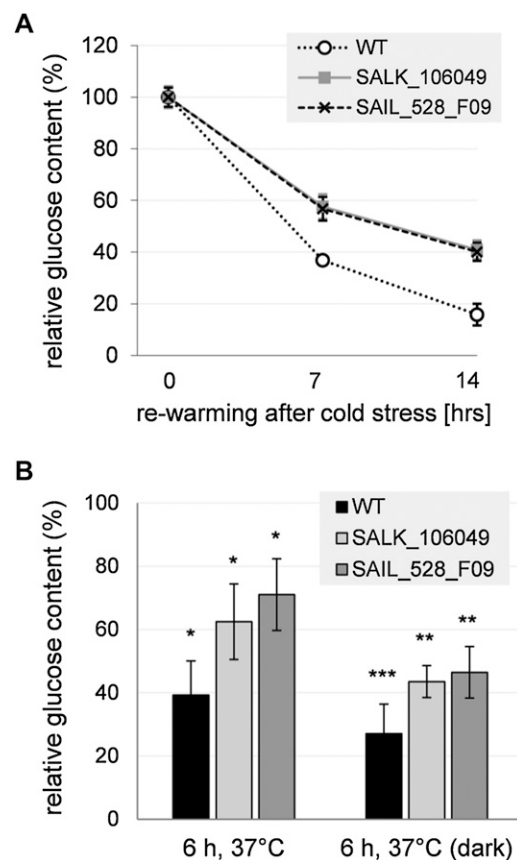 A
relative glucose content (%)
120
100
80
60
40
20
0
WT
SALK_106049
SAIL_528_F09
0 7 14
re-warming after cold stress [hrs]
B
relative glucose content (%)
100
80
60
40
20
0
WT
SALK_106049
SAIL_528_F09
* * * *** ** **
6 h, 37°C 6 h, 37°C (dark)